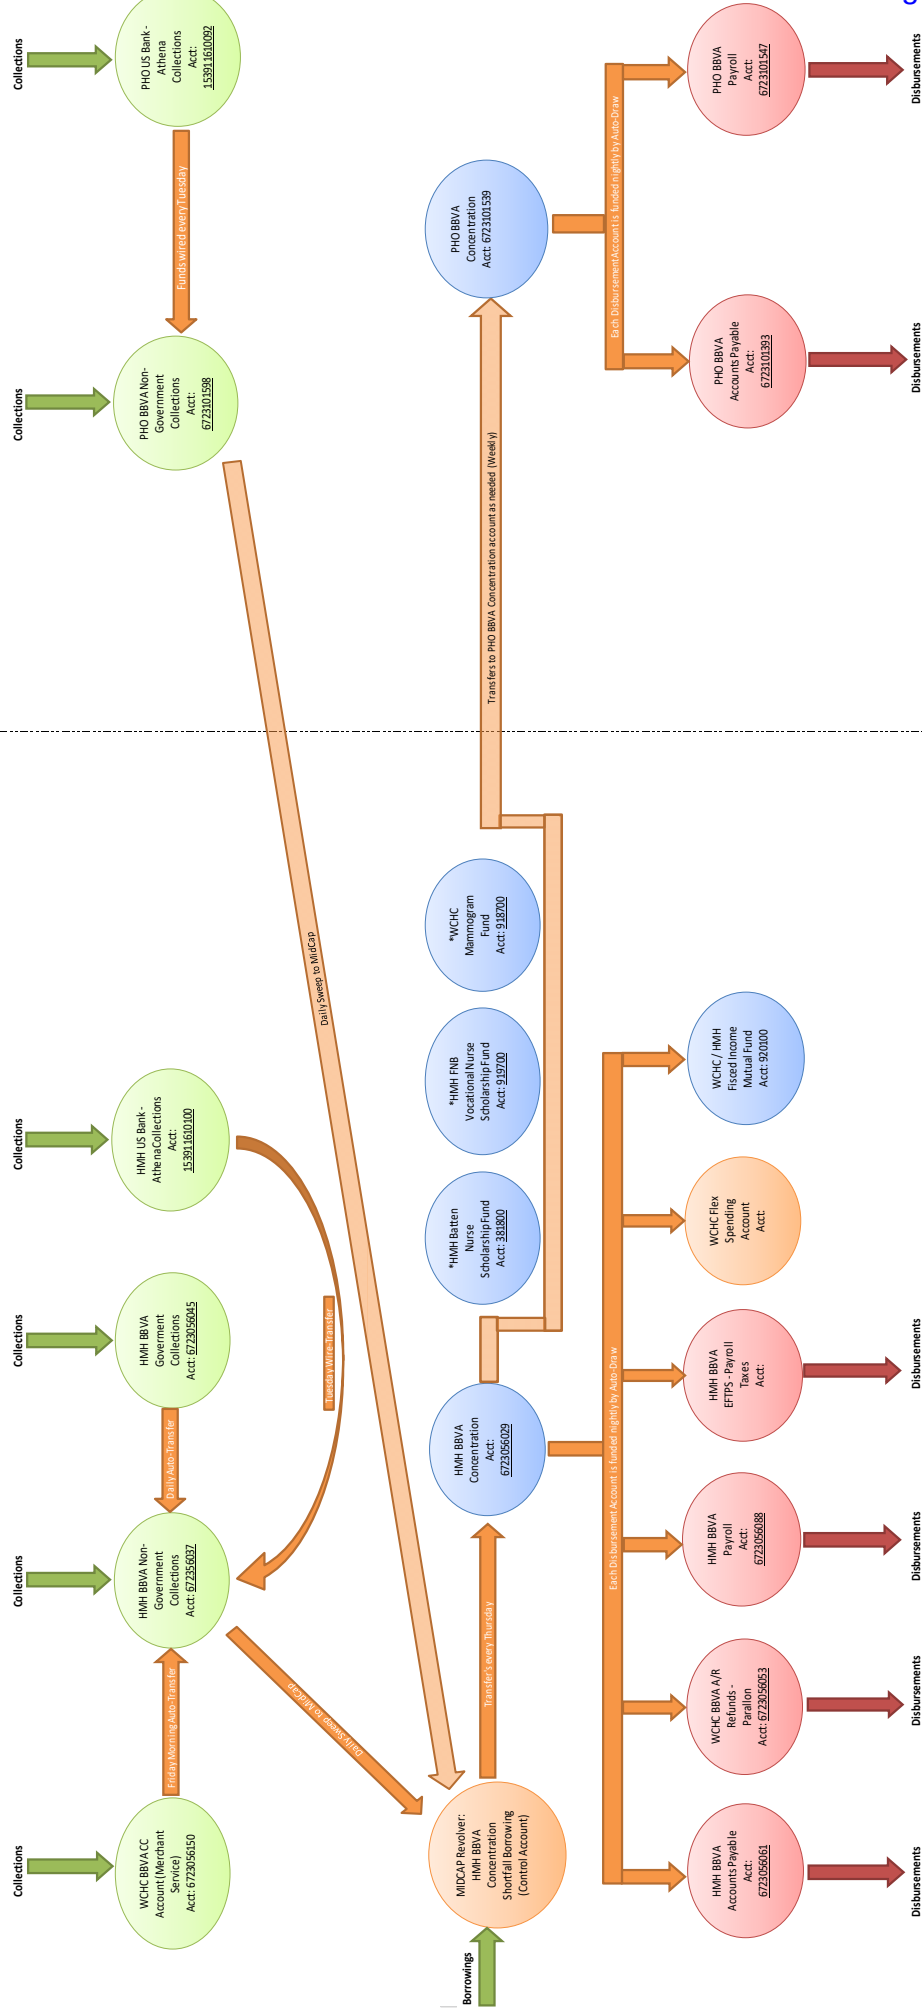 Collections
Collections
Collections
Collections
Collections
Collections
WCHC BBVA CC
Account (Merchant
Service)
Acct: 6723056150
Friday Morning Auto-Transfer
HMH BBVA Non-
Government
Collections
Acct: 672356037
Daily Auto-Transfer
HMH BBVA
Goverment
Collections
Acct: 6723056045
HMH US Bank -
Athena Collections
Acct:
153911610100
PHO BBVA Non-
Government
Collections
Acct:
6723101598
Funds wired every Tuesday
PHO US Bank -
Athena
Collections
Acct:
153911610092
Tuesday Wire-Transfer
Daily Sweep to MidCap
Daily Sweep to MidCap
Borrowings
MIDCAP Revolver:
HMH BBVA
Concentration
Shortfall Borrowing
(Control Account)
Transfer's every Thursday
HMH BBVA
Concentration
Acct:
6723056029
*HMH Batten
Nurse
Scholarship Fund
Acct: 381800
*HMH FNB
Vocational Nurse
Scholarship Fund
Acct: 919700
*WCHC
Mammogram
Fund
Acct: 918700
Transfers to PHO BBVA Concentration account as needed (Weekly)
PHO BBVA
Concentration
Acct: 6723101539
Each Disbursement Account is funded nightly by Auto-Draw
Each Disbursement Account is funded nightly by Auto-Draw
HMH BBVA
Accounts Payable
Acct:
6723056061
WCHC BBVA A/R
Refunds -
Parallon
Acct: 6723056053
HMH BBVA
Payroll
Acct:
6723056088
HMH BBVA
EFTPS - Payroll
Taxes
Acct:
WCHC Flex
Spending
Account
Acct:
WCHC / HMH
Fisced Income
Mutual Fund
Acct: 920100
PHO BBVA
Accounts Payable
Acct:
6723101393
PHO BBVA
Payroll
Acct:
6723101547
Disbursements
Disbursements
Disbursements
Disbursements
Disbursements
Disbursements